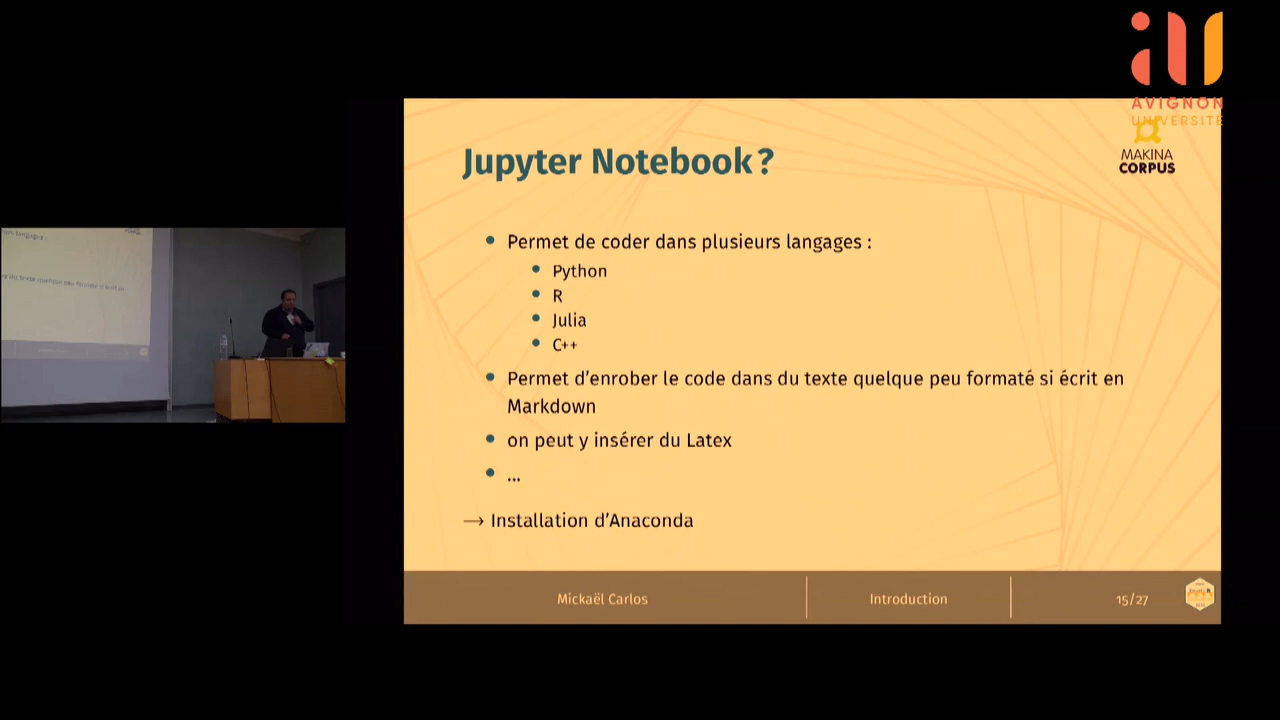 AVIGNON
UNIVERSITÉ
MAKINA
CORPUS
Jupyter Notebook ?
Permet de coder dans plusieurs langages :
Python
R
Julia
C++
Permet d’enrober le code dans du texte quelque peu formaté si écrit en
Markdown
on peut y insérer du Latex
...
→ Installation d’Anaconda
Mickaël Carlos
Introduction
15/27